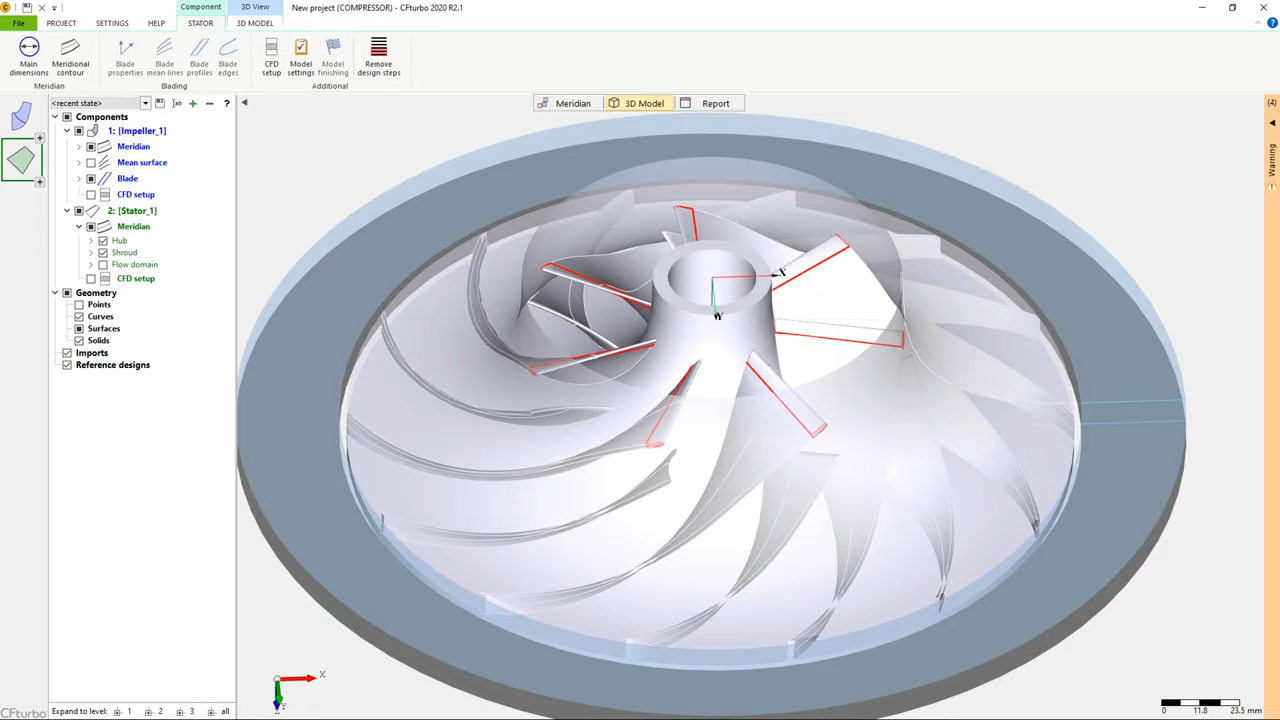 Component
3D View
New project (COMPRESSOR) - CFturbo 2020 R2.1
File
PROJECT
SETTINGS
HELP
STATOR
3D MODEL
Main dimensions
Meridional contour
Blade properties
Blade mean lines
Blade profiles
Blade edges
CFD setup
Model settings
Model finishing
Remove design steps
Meridian
Blading
Additional
<recent state>
Components
1: [Impeller_1]
Meridian
Mean surface
Blade
CFD setup
2: [Stator_1]
Meridian
Hub
Shroud
Flow domain
CFD setup
Geometry
Points
Curves
Surfaces
Solids
Imports
Reference designs
Expand to level:
1
2
3
all
CFturbo
Meridian
3D Model
Report
X
Y
X
Y
Z
0
11.8
23.5 mm
(4)
Warning